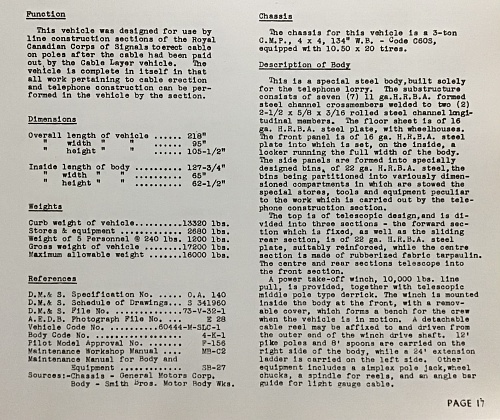 Function
This vehicle was designed for use by
line construction sections of the Royal
Canadian Corps of Signals to erect cable
on poles after the cable had been paid
out by the Cable Layer vehicle. The
vehicle is complete in itself in that
all work pertaining to cable erection
and telephone construction can be per-
formed in the vehicle by the section.
Dimensions
Overall length of vehicle ...... 218"
" width " " ......... 95"
" height " ......... 105-1/2"
Inside length of body .......... 127-3/4"
" width " " .......... 65"
" height " .......... 62-1/2"
Weights
Curb weight of vehicle..........13320 lbs.
Stores & equipment ............. 2680 lbs.
Weight of 5 Personnel @ 240 lbs. 1200 lbs.
Gross weight of vehicle ........17200 lbs.
Maximum allowable weight .......16000 lbs.
References
D.M.& S. Specification No. .... O.A. 140
D.M.& S. Schedule of Drawings... S 341960
D.M.& S. File No. ............. 73-V-32-1
A.E.D.B. Photograph File No. ...... E 28
Vehicle Code No. ........60444-M-SLC-1
Body Code No. ................. 4-K-1
Pilot Model Approval No. ...... F-156
Maintenance Workshop Manual .... MB-C2
Maintenance Manual for Body and
Equipment ............. SB-27
Sources:-Chassis - General Motors Corp.
Body - Smith Bros. Motor Body Wks.
Chassis
The chassis for this vehicle is a 3-ton
C.M.P., 4 x 4, 134" W.B. - Code C60S,
equipped with 10.50 x 20 tires.
Description of Body
This is a special steel body, built solely
for the telephone lorry. The substructure
consists of seven (7) 11 ga.H.R.B.A. formed
steel channel crossmembers welded to two (2)
2-1/2 x 5/8 x 3/16 rolled steel channel longi-
tudinal members. The floor sheet is of 16
ga. H.R.B.A. steel plate, with wheelhouses.
The front panel is of 16 ga. H.R.B.A. steel
plate into which is set, on the inside, a
locker running the full width of the body.
The side panels are formed into specially
designed bins, of 22 ga. H.R.B.A. steel, the
bins being partitioned into various dimen-
sioned compartments in which are stowed the
special stores, tools and equipment peculiar
to the work which is carried out by the tele-
phone construction section.
The top is of telescopic design, and is di-
vided into three sections - the forward sec-
tion which is fixed, as well as the sliding
rear section, is of 22 ga. H.R.B.A. steel
plate, suitably reinforced, while the centre
section is made of rubberized fabric tarpaulin.
The centre and rear sections telescope into
the front section.
A power take-off winch, 10,000 lbs. line
pull, is provided, together with telescopic
middle pole type derrick. The winch is mounted
inside the body at the front, with a remov-
able cover, which forms a bench for the crew
when the vehicle is in motion. A detachable
cable reel may be affixed to and driven from
the outer end of the winch drive shaft. 12'
pike poles and 8' spoons are carried on the
right side of the body, while a 24' extension
ladder is carried on the left side. Other
equipment includes a simplex pole jack, wheel
chucks, a spindle for reels, and an angle bar
guide for light gauge cable.
PAGE 17